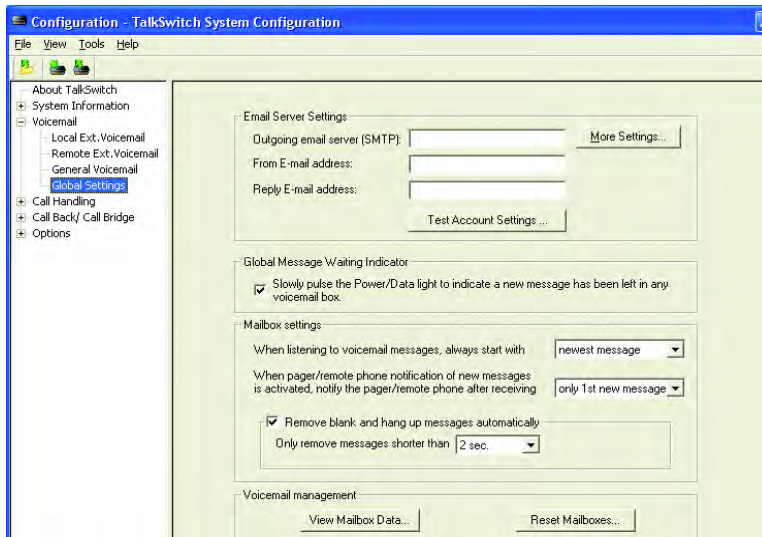 Configuration - TalkSwitch System Configuration
File View Tools Help
About TalkSwitch
System Information
Voicemail
Local Ext.Voicemail
Remote Ext.Voicemail
General Voicemail
Global Settings
Call Handling
Call Back/ Call Bridge
Options
Email Server Settings
Outgoing email server (SMTP):
More Settings...
From E-mail address:
Reply E-mail address:
Test Account Settings ...
Global Message Waiting Indicator
Slowly pulse the Power/Data light to indicate a new message has been left in any
voicemail box.
Mailbox settings
When listening to voicemail messages, always start with
newest message
When pager/remote phone notification of new messages
is activated, notify the pager/remote phone after receiving
only 1st new message
Remove blank and hang up messages automatically
Only remove messages shorter than
2 sec.
Voicemail management
View Mailbox Data...
Reset Mailboxes...